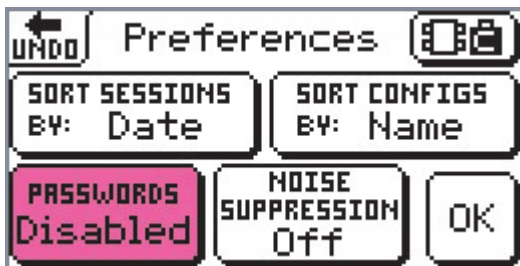 UNDO Preferences
SORT SESSIONS
BY: Date
SORT CONFIGS
BY: Name
PASSWORDS
Disabled
NOISE
SUPPRESSION
Off
OK